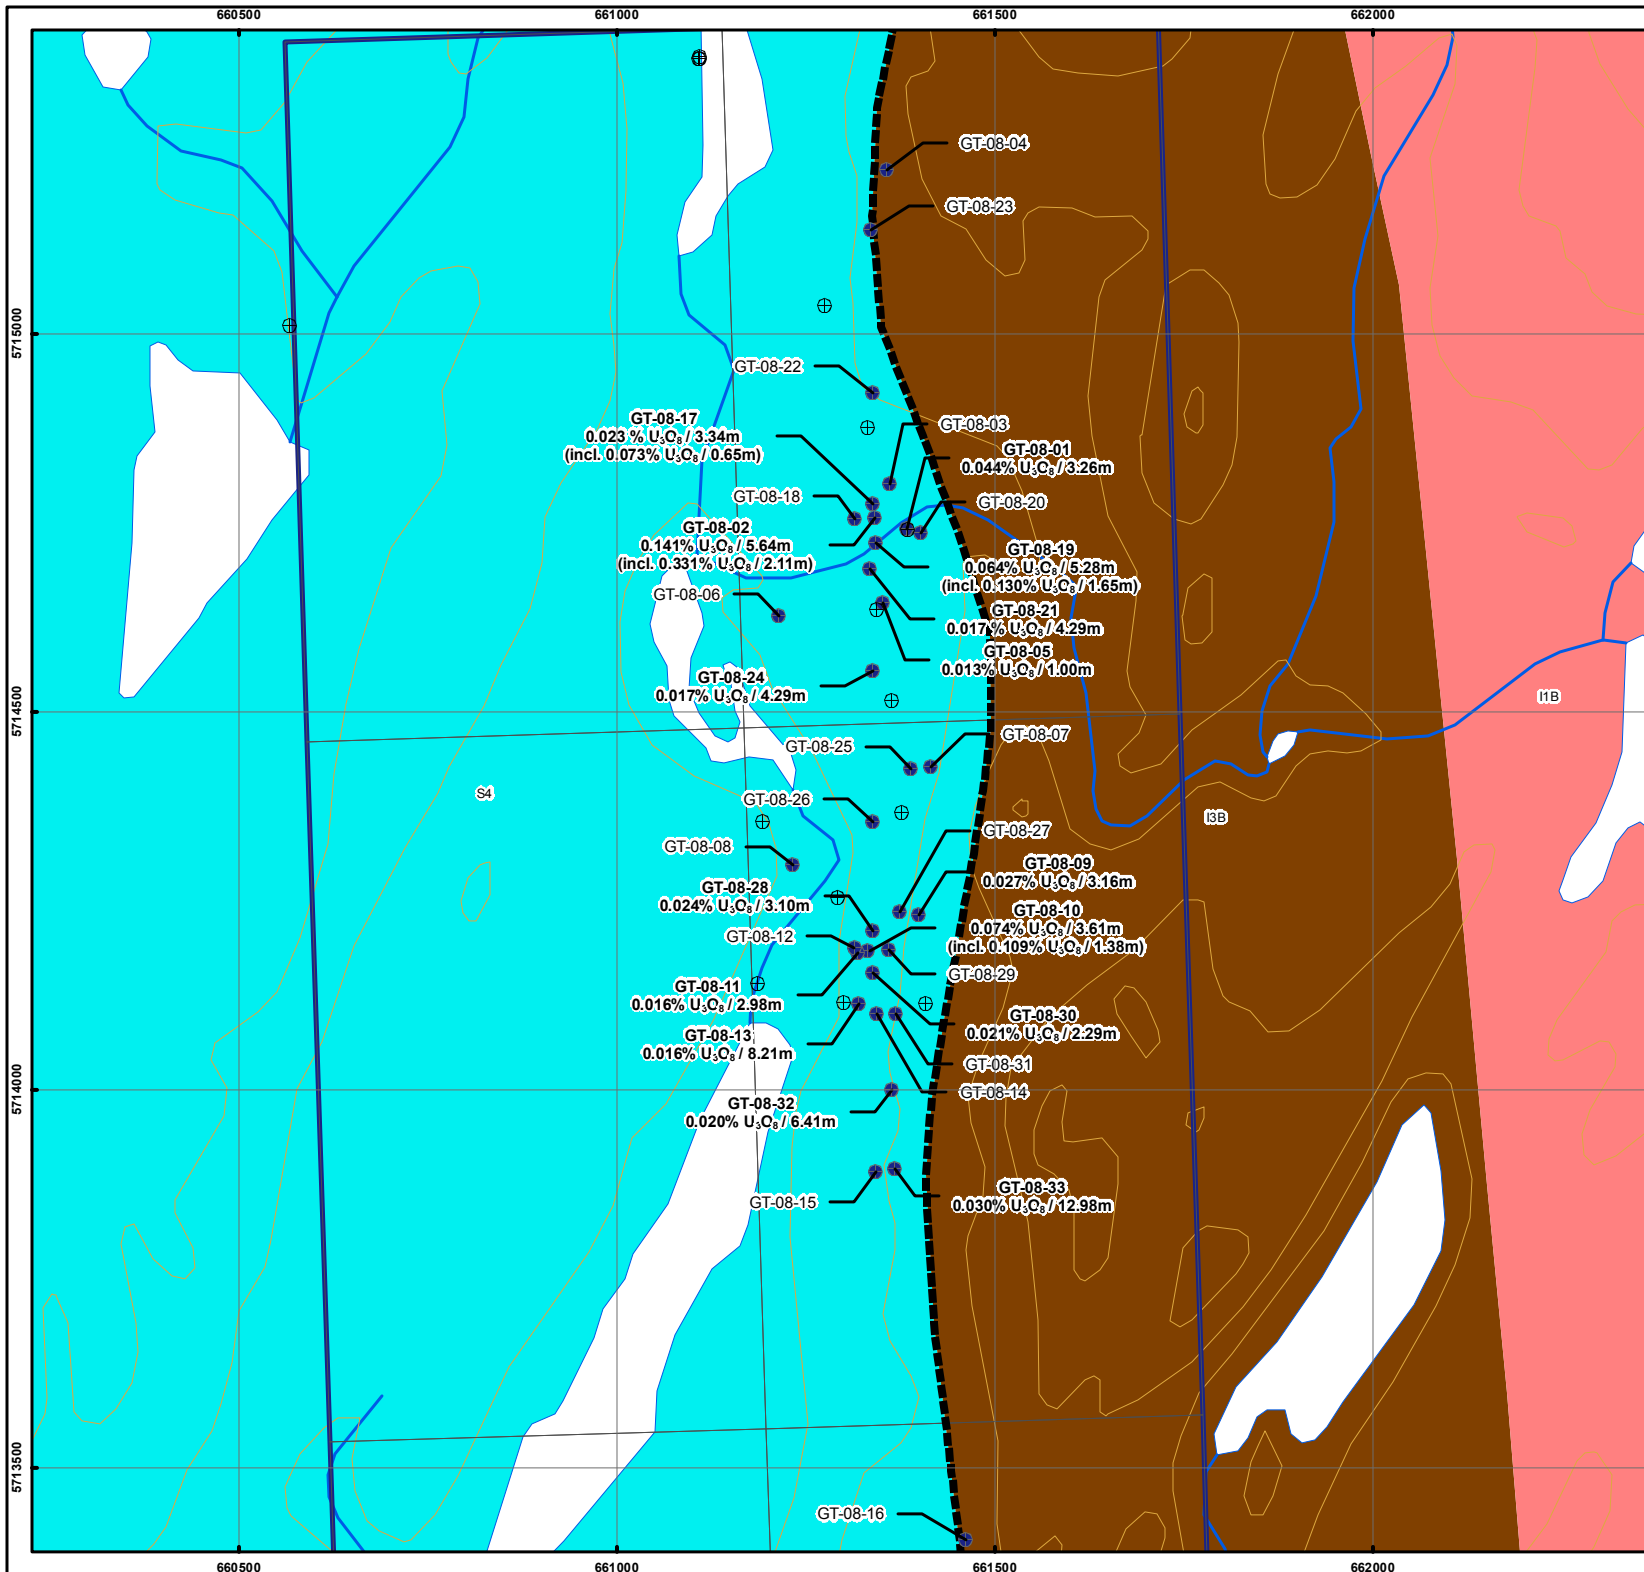 660500
661000
661500
662000
GT-08-04
GT-08-23
5715000
GT-08-22
GT-08-17
0.023 % U₃O₈ / 3.34m
(incl. 0.073% U₃O₈ / 0.65m)
GT-08-03
GT-08-01
0.044% U₃O₈ / 3.26m
GT-08-18
GT-08-20
GT-08-02
0.141% U₃O₈ / 5.64m
(incl. 0.331% U₃O₈ / 2.11m)
GT-08-19
0.064% U₃O₈ / 5.28m
(incl. 0.130% U₃O₈ / 1.65m)
GT-08-06
GT-08-21
0.017% U₃O₈ / 4.29m
GT-08-05
0.013% U₃O₈ / 1.00m
GT-08-24
0.017% U₃O₈ / 4.29m
I1B
5714500
GT-08-07
GT-08-25
S4
GT-08-26
I3B
GT-08-27
GT-08-08
GT-08-09
0.027% U₃O₈ / 3.16m
GT-08-28
0.024% U₃O₈ / 3.10m
GT-08-10
0.074% U₃O₈ / 3.61m
(incl. 0.109% U₃O₈ / 1.38m)
GT-08-12
GT-08-29
GT-08-11
0.016% U₃O₈ / 2.98m
GT-08-30
0.021% U₃O₈ / 2.29m
GT-08-13
0.016% U₃O₈ / 8.21m
GT-08-31
GT-08-14
5714000
GT-08-32
0.020% U₃O₈ / 6.41m
GT-08-33
0.030% U₃O₈ / 12.98m
GT-08-15
5713500
GT-08-16
660500
661000
661500
662000